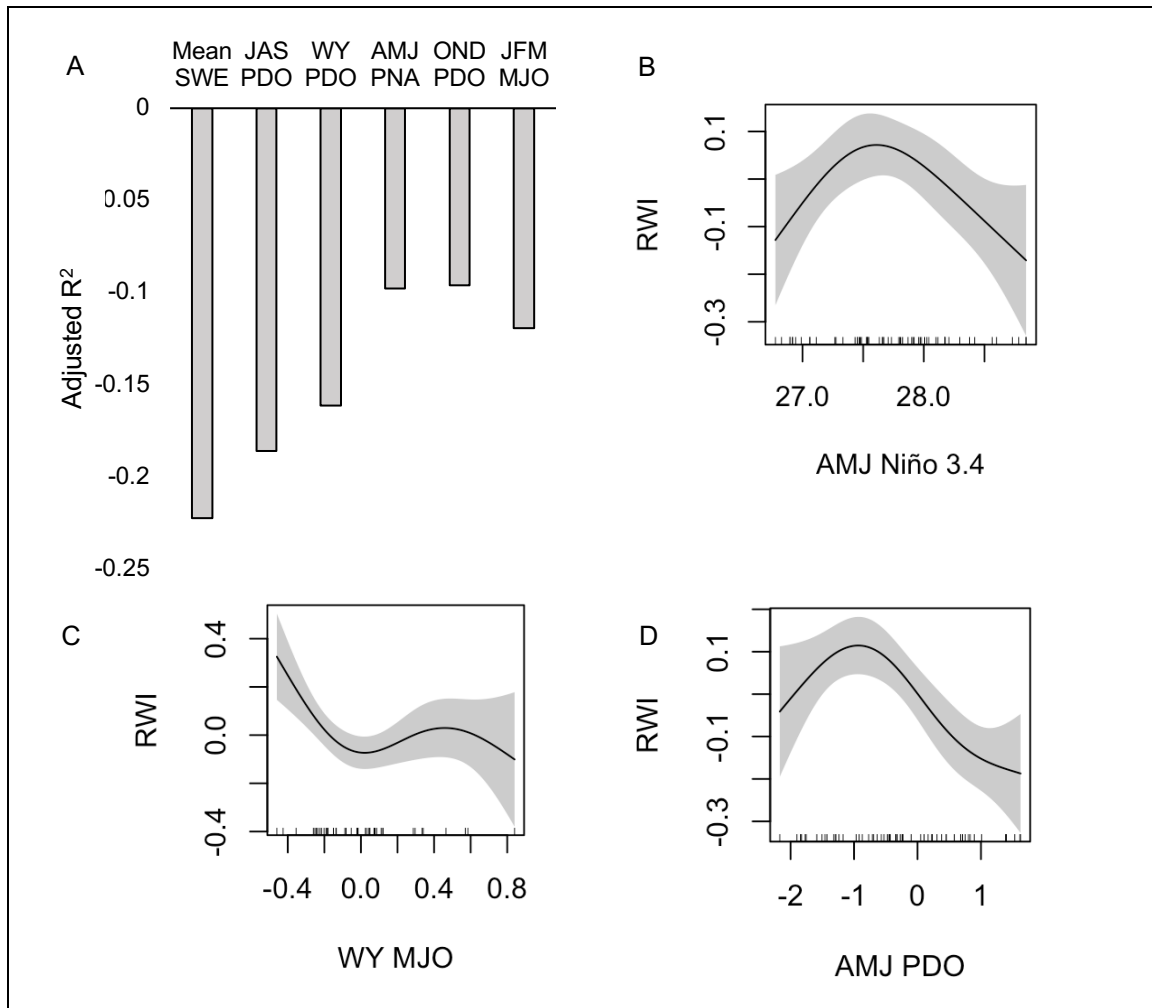 A
Mean JAS WY AMJ OND JFM
SWE PDO PDO PNA PDO MJO
0
0.05
-0.1
-0.15
-0.2
-0.25
Adjusted R²
B
0.1
-0.1
-0.3
RWI
27.0 28.0
AMJ Niño 3.4
C
0.4
0.0
-0.4
RWI
-0.4 0.0 0.4 0.8
WY MJO
D
0.1
-0.1
-0.3
RWI
-2 -1 0 1
AMJ PDO